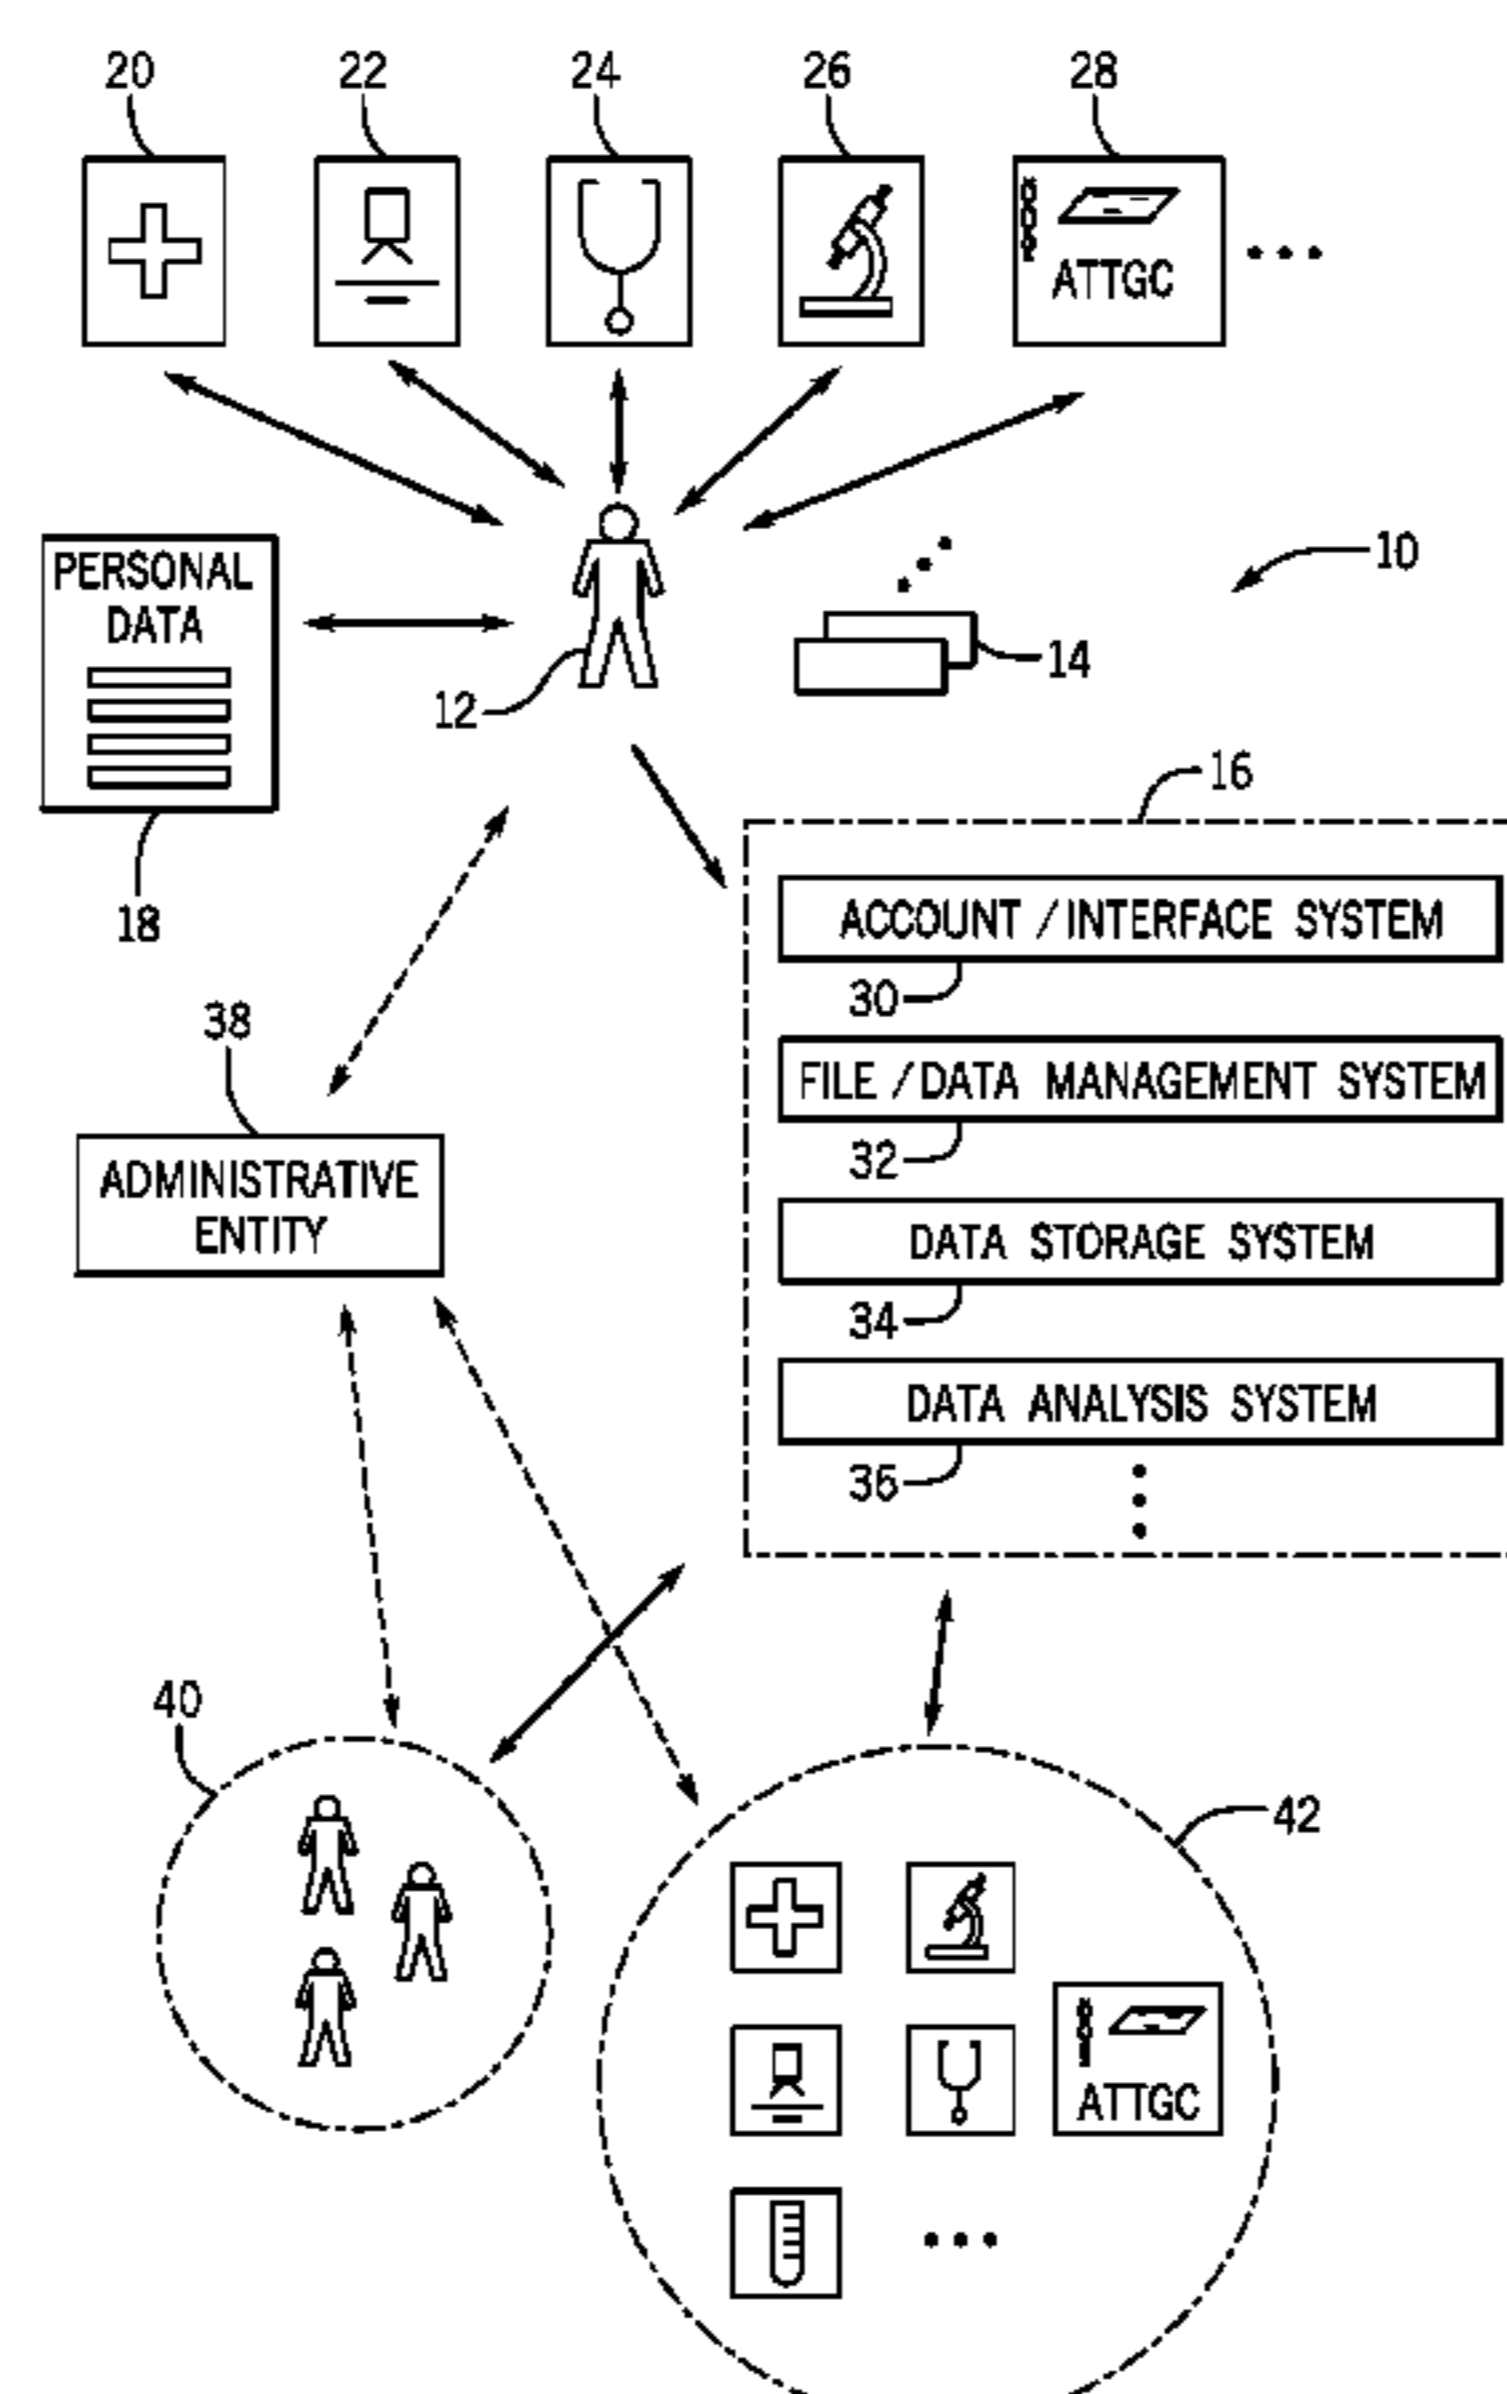 20 22 24 26 28
ATTGC
10
PERSONAL
DATA
14
12
16
18
ACCOUNT / INTERFACE SYSTEM
30
38
FILE / DATA MANAGEMENT SYSTEM
32
ADMINISTRATIVE
ENTITY
DATA STORAGE SYSTEM
34
DATA ANALYSIS SYSTEM
36
40
42
ATTGC